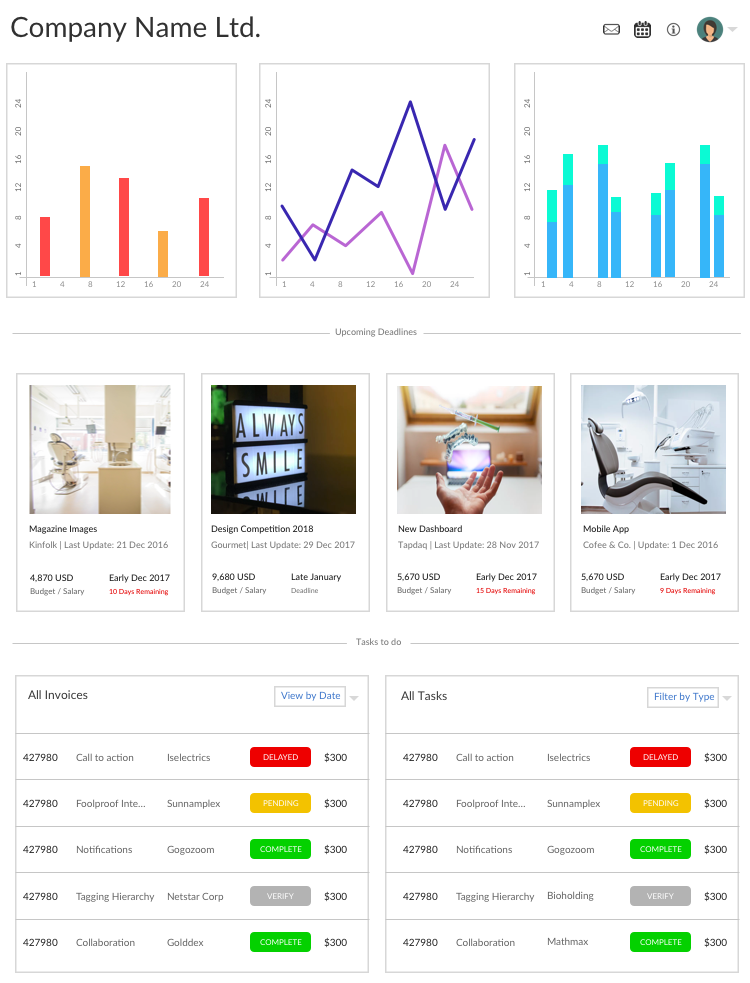 Company Name Ltd.
24
20
16
12
8
4
1
1 4 8 12 16 20 24
24
20
16
12
8
4
1
1 4 8 12 16 20 24
24
20
16
12
8
4
1
1 4 8 12 16 20 24
Upcoming Deadlines
ALWAYS
SMILE
Magazine Images
Kinfolk | Last Update: 21 Dec 2016
4,870 USD Early Dec 2017
Budget / Salary 10 Days Remaining
Design Competition 2018
Gourmet| Last Update: 29 Dec 2017
9,680 USD Late January
Budget / Salary Deadline
New Dashboard
Tapdaq | Last Update: 28 Nov 2017
5,670 USD Early Dec 2017
Budget / Salary 15 Days Remaining
Mobile App
Cofee & Co. | Update: 1 Dec 2016
5,670 USD Early Dec 2017
Budget / Salary 9 Days Remaining
Tasks to do
All Invoices View by Date
427980 Call to action Iselectrics DELAYED $300
427980 Foolproof Inte... Sunnamplex PENDING $300
427980 Notifications Gogozoom COMPLETE $300
427980 Tagging Hierarchy Netstar Corp VERIFY $300
427980 Collaboration Golddex COMPLETE $300
All Tasks Filter by Type
427980 Call to action Iselectrics DELAYED $300
427980 Foolproof Inte... Sunnamplex PENDING $300
427980 Notifications Gogozoom COMPLETE $300
427980 Tagging Hierarchy Bioholding VERIFY $300
427980 Collaboration Mathmax COMPLETE $300